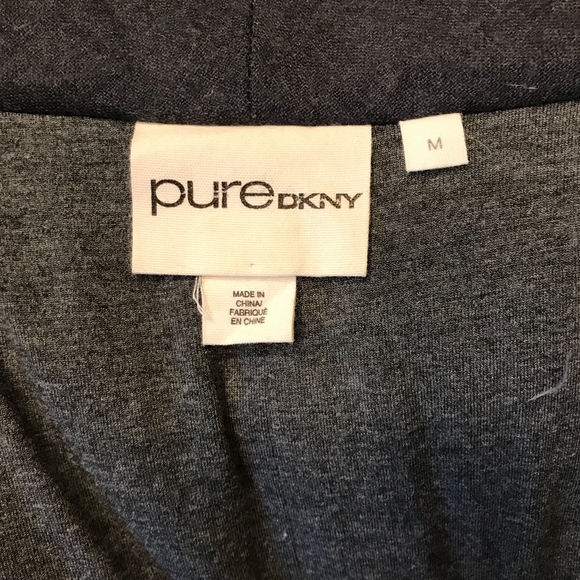 pure DKNY
M
MADE IN
CHINA/
FABRIQUÉ
EN CHINE